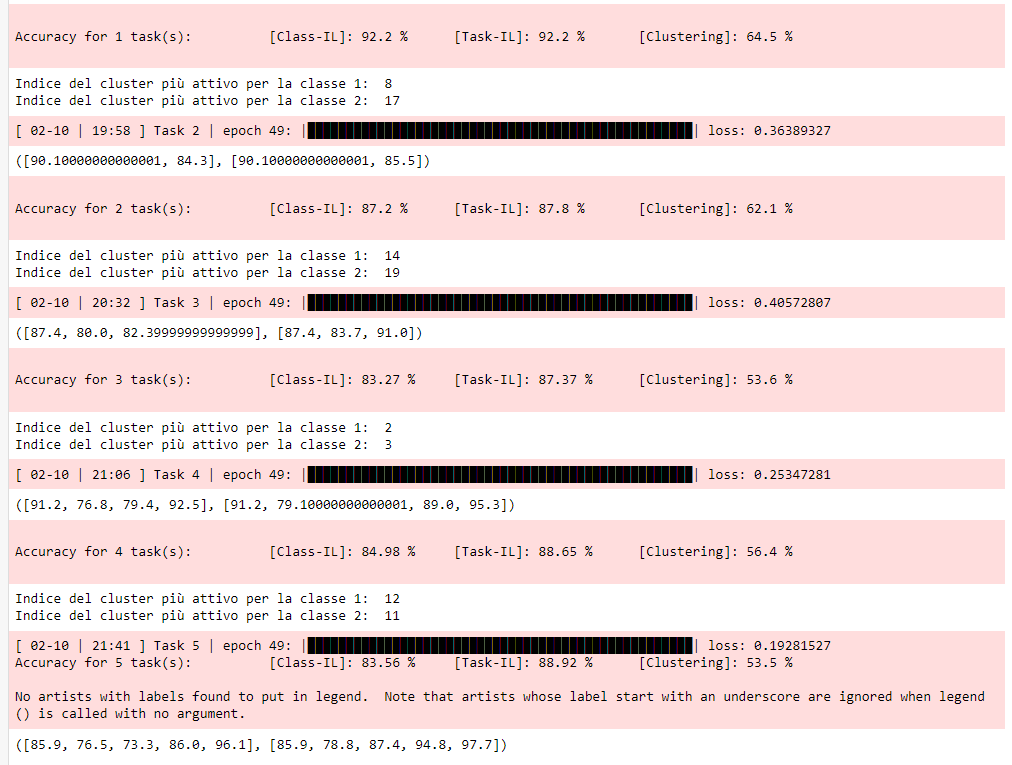 Accuracy for 1 task(s): [Class-IL]: 92.2 % [Task-IL]: 92.2 % [Clustering]: 64.5 %
Indice del cluster più attivo per la classe 1: 8
Indice del cluster più attivo per la classe 2: 17
[ 02-10 | 19:58 ] Task 2 | epoch 49: | | loss: 0.36389327
([90.10000000000001, 84.3], [90.10000000000001, 85.5])
Accuracy for 2 task(s): [Class-IL]: 87.2 % [Task-IL]: 87.8 % [Clustering]: 62.1 %
Indice del cluster più attivo per la classe 1: 14
Indice del cluster più attivo per la classe 2: 19
[ 02-10 | 20:32 ] Task 3 | epoch 49: | | loss: 0.40572807
([87.4, 80.0, 82.39999999999999], [87.4, 83.7, 91.0])
Accuracy for 3 task(s): [Class-IL]: 83.27 % [Task-IL]: 87.37 % [Clustering]: 53.6 %
Indice del cluster più attivo per la classe 1: 2
Indice del cluster più attivo per la classe 2: 3
[ 02-10 | 21:06 ] Task 4 | epoch 49: | | loss: 0.25347281
([91.2, 76.8, 79.4, 92.5], [91.2, 79.10000000000001, 89.0, 95.3])
Accuracy for 4 task(s): [Class-IL]: 84.98 % [Task-IL]: 88.65 % [Clustering]: 56.4 %
Indice del cluster più attivo per la classe 1: 12
Indice del cluster più attivo per la classe 2: 11
[ 02-10 | 21:41 ] Task 5 | epoch 49: | | loss: 0.19281527
Accuracy for 5 task(s): [Class-IL]: 83.56 % [Task-IL]: 88.92 % [Clustering]: 53.5 %
No artists with labels found to put in legend. Note that artists whose label start with an underscore are ignored when legend
() is called with no argument.
([85.9, 76.5, 73.3, 86.0, 96.1], [85.9, 78.8, 87.4, 94.8, 97.7])